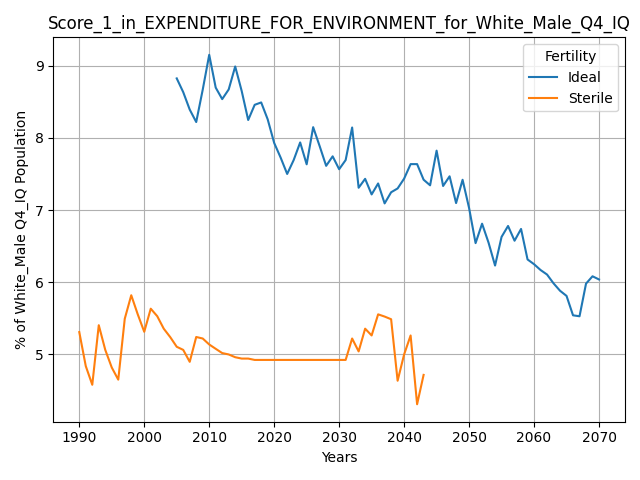 Score_1_in_EXPENDITURE_FOR_ENVIRONMENT_for_White_Male_Q4_IQ
Fertility
Ideal
Sterile
% of White_Male Q4_IQ Population
9
8
7
6
5
1990 2000 2010 2020 2030 2040 2050 2060 2070
Years